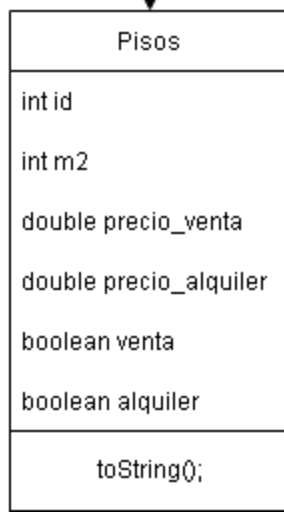 Pisos
int id
int m2
double precio_venta
double precio_alquiler
boolean venta
boolean alquiler
toString();